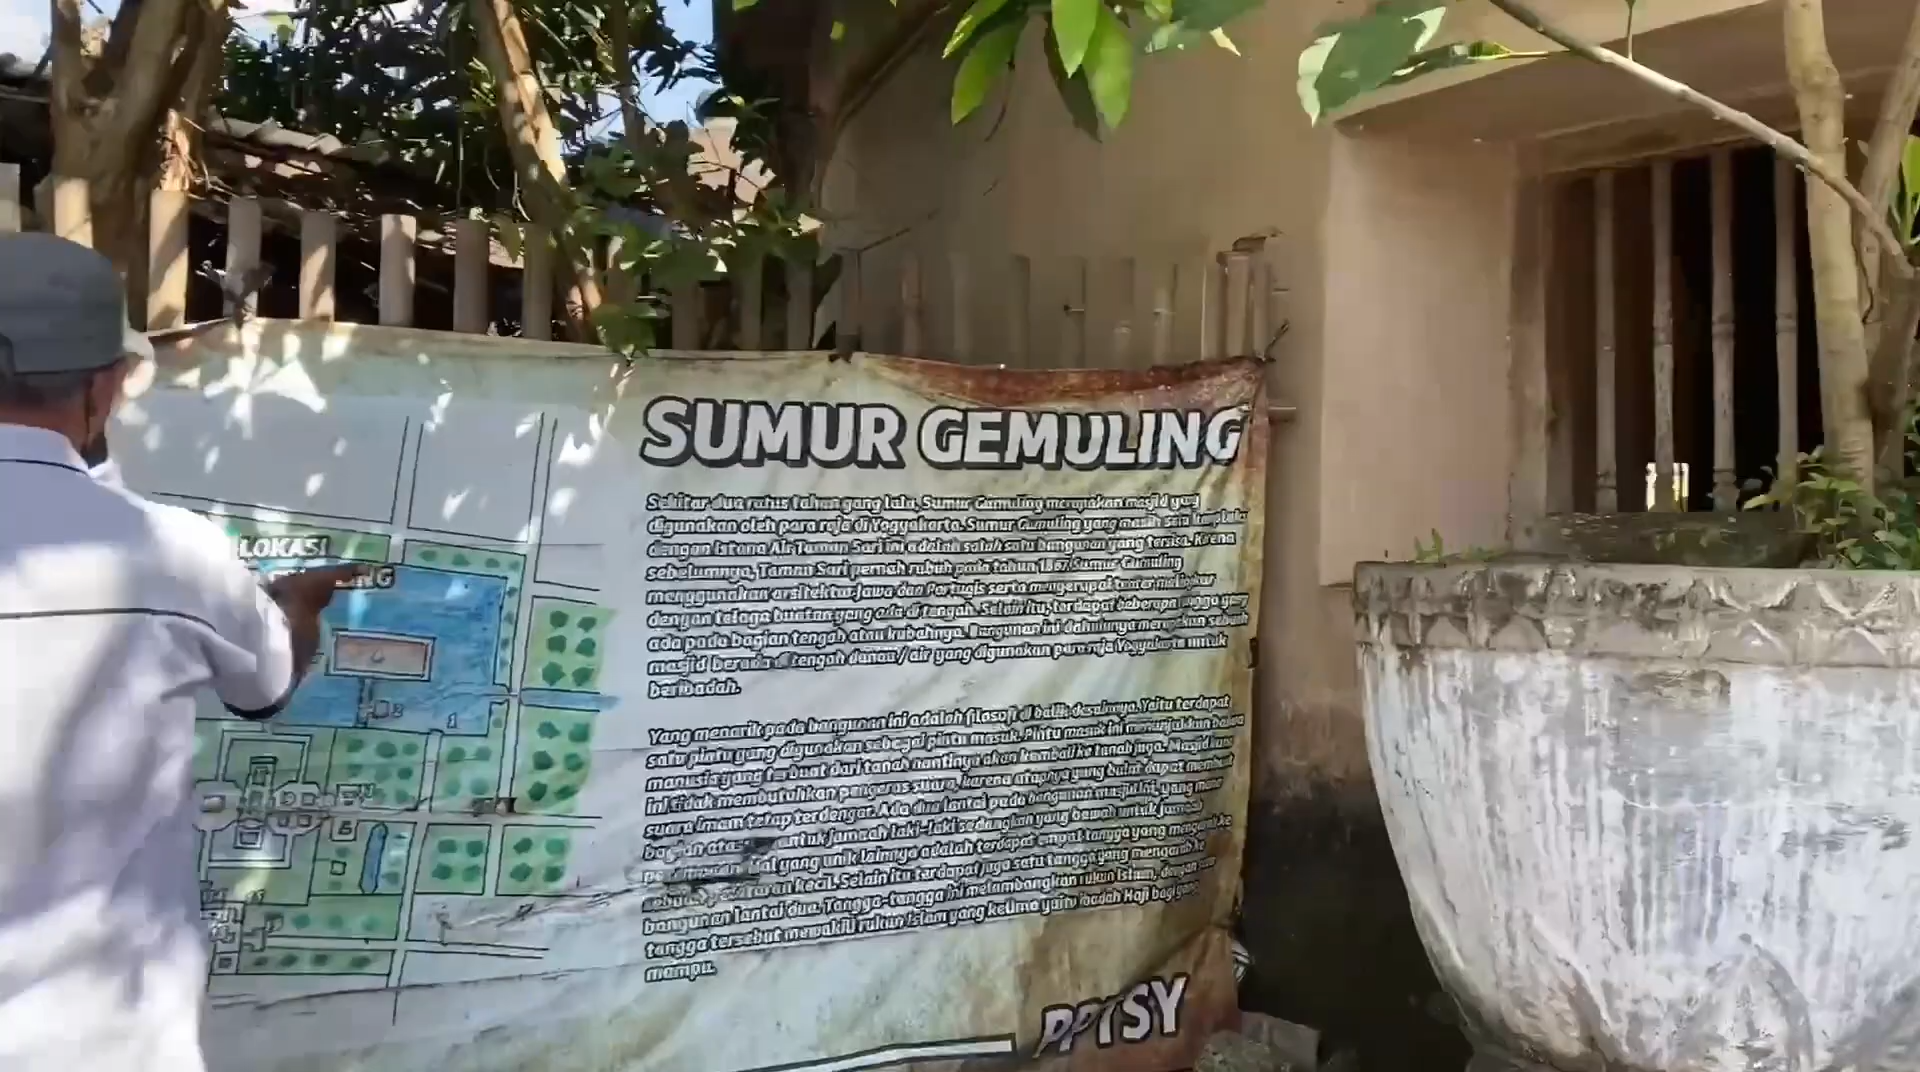 SUMUR GEMULING
Sekitar dua ratus tahun yang lalu, Sumur Gumuling merupakan masjid yang
digunakan oleh para raja di Yogyakarta. Sumur Gumuling yang masih satu
dengan Istana Air Taman Sari ini adalah salah satu bangunan yang tersisa. Karena
sebelumnya, Taman Sari pernah rubuh pada tahun 1867. Sumur Gumuling
menggunakan arsitektur Jawa dan Portugis serta menyerupai teater melingkar
dengan telaga buatan yang ada di tengah. Selain itu, terdapat beberapa tangga yang
ada pada bagian tengah atau kubahnya. Bangunan ini dahulunya merupakan sebuah
masjid berada di tengah danau / air yang digunakan para raja Yogyakarta untuk
beribadah.
Yang menarik pada bangunan ini adalah filosofi di balik desainnya. Yaitu terdapat
satu pintu yang digunakan sebagai pintu masuk. Pintu masuk ini menunjukkan bahwa
manusia yang terbuat dari tanah nantinya akan kembali ke tanah juga. Masjid
ini tidak membutuhkan pengeras suara, karena atapnya yang bulat dapat membuat
suara imam tetap terdengar. Ada dua lantai pada bangunan masjid ini, yang mana
bagian atas untuk jamaah laki-laki sedangkan yang bawah untuk jamaah
yang unik lainnya adalah terdapat empat tangga yang mengarah ke
kecil. Selain itu terdapat juga satu tangga yang mengarah ke
bangunan lantai dua. Tangga-tangga ini melambangkan rukun Islam, dengan
tangga tersebut mewakili rukun Islam yang kelima yaitu ibadah Haji bagi yang
mampu.
LOKASI
NG
2
1
PPTSY